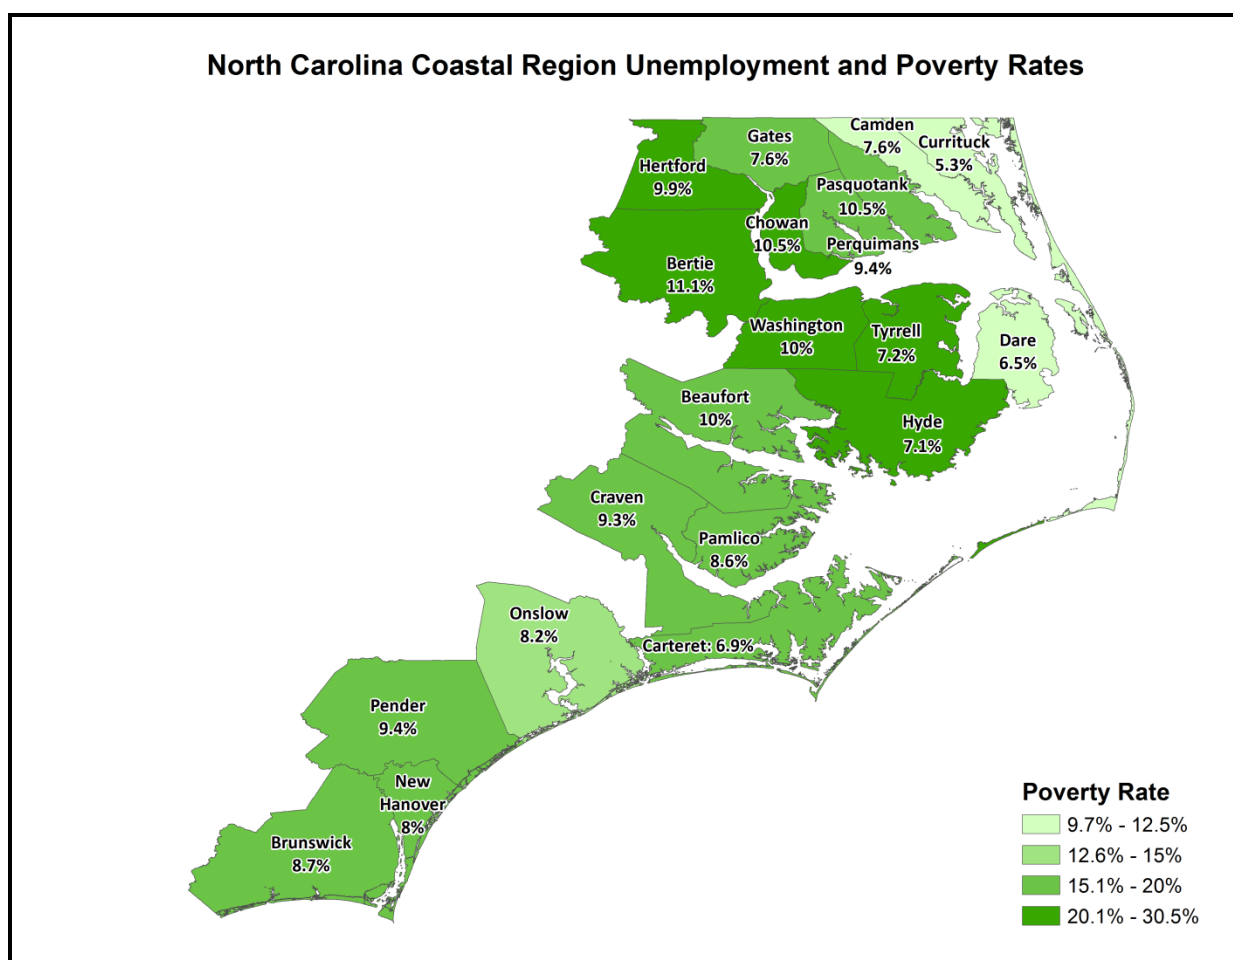 North Carolina Coastal Region Unemployment and Poverty Rates
Camden
7.6%
Currituck
5.3%
Gates
7.6%
Hertford
9.9%
Pasquotank
10.5%
Chowan
10.5%
Perquimans
9.4%
Bertie
11.1%
Washington
10%
Tyrrell
7.2%
Dare
6.5%
Beaufort
10%
Hyde
7.1%
Craven
9.3%
Pamlico
8.6%
Onslow
8.2%
Carteret: 6.9%
Pender
9.4%
New
Hanover
8%
Brunswick
8.7%
Poverty Rate
9.7% - 12.5%
12.6% - 15%
15.1% - 20%
20.1% - 30.5%